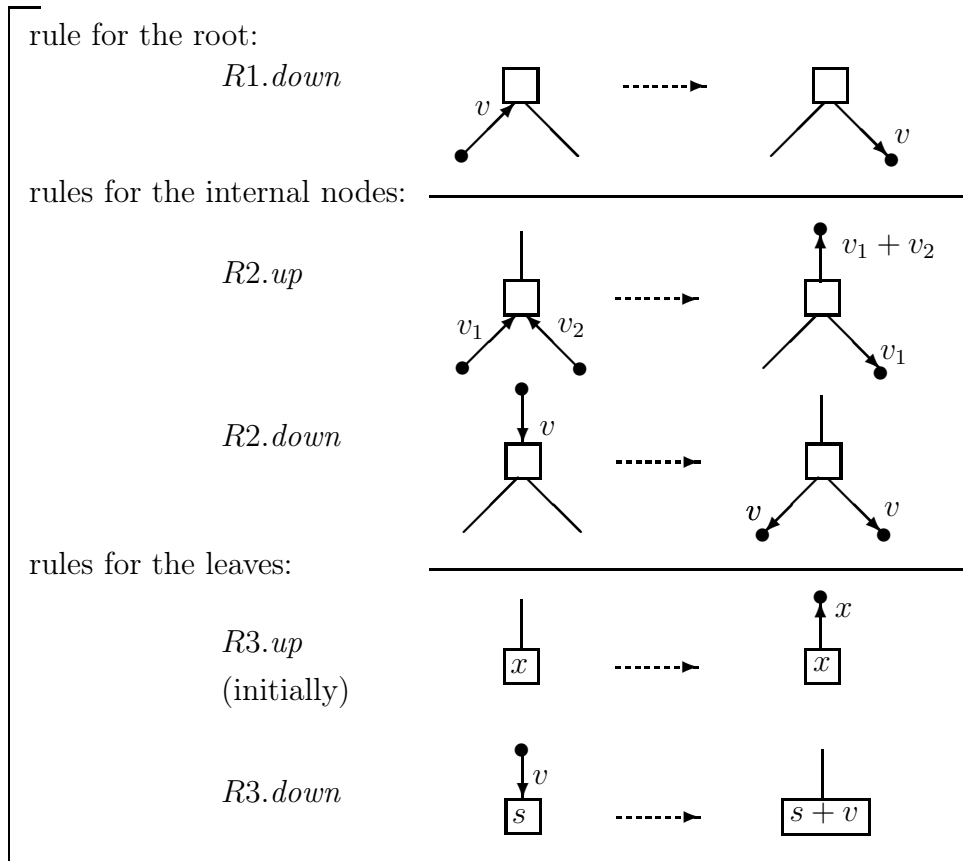 rule for the root:
R1.down
v
v
rules for the internal nodes:
R2.up
v₁ v₂
v₁ + v₂
v₁
R2.down
v
v v
rules for the leaves:
R3.up
(initially)
x
x
x
R3.down
v
s
s + v